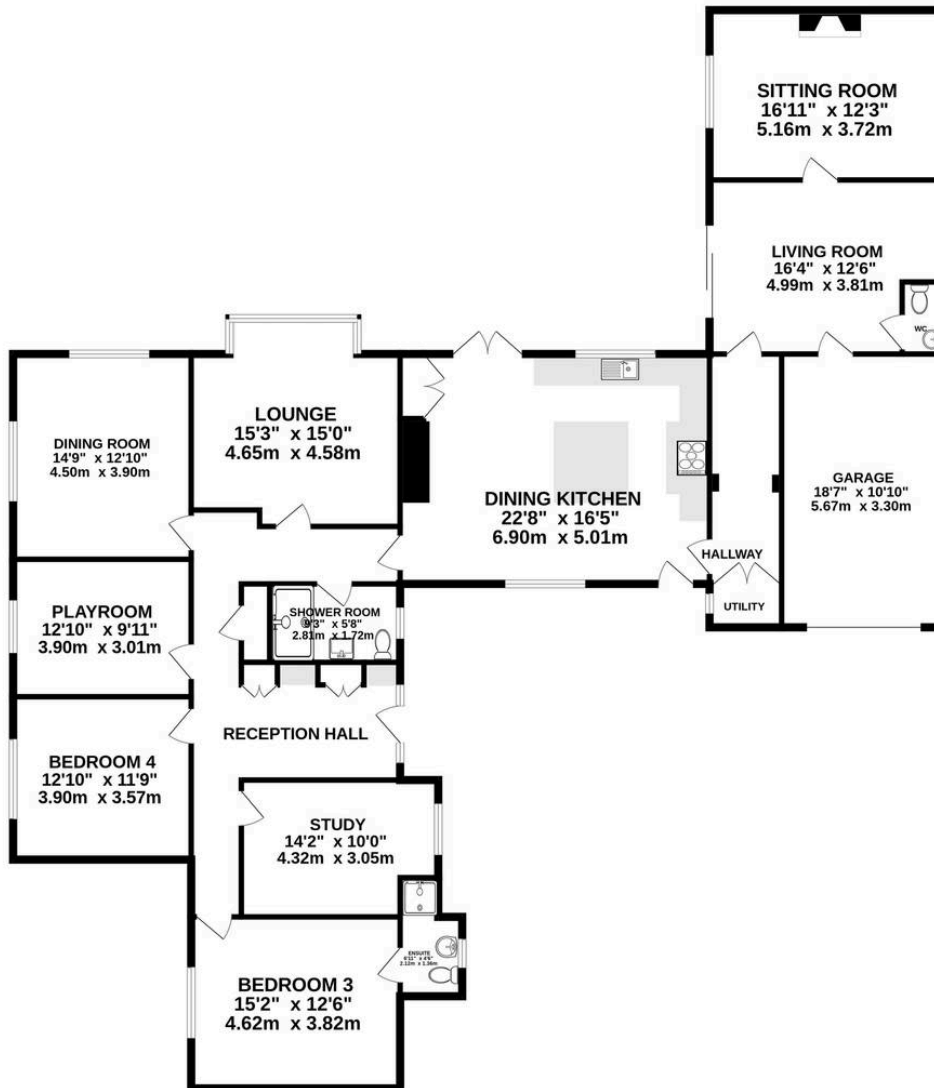 SITTING ROOM
16'11" x 12'3"
5.16m x 3.72m
LIVING ROOM
16'4" x 12'6"
4.99m x 3.81m
WC
LOUNGE
15'3" x 15'0"
4.65m x 4.58m
DINING ROOM
14'9" x 12'10"
4.50m x 3.90m
DINING KITCHEN
22'8" x 16'5"
6.90m x 5.01m
GARAGE
18'7" x 10'10"
5.67m x 3.30m
HALLWAY
UTILITY
PLAYROOM
12'10" x 9'11"
3.90m x 3.01m
SHOWER ROOM
9'3" x 5'8"
2.81m x 1.72m
RECEPTION HALL
BEDROOM 4
12'10" x 11'9"
3.90m x 3.57m
STUDY
14'2" x 10'0"
4.32m x 3.05m
ENSUITE
BEDROOM 3
15'2" x 12'6"
4.62m x 3.82m